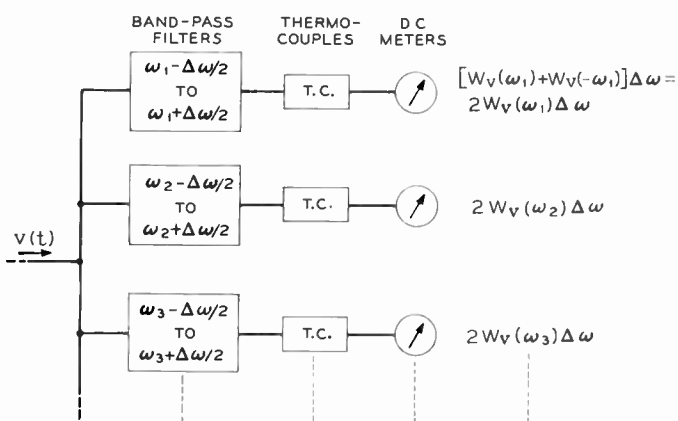 BAND-PASS FILTERS
THERMO-COUPLES
DC METERS
ω₁-Δω/2
TO
ω₁+Δω/2
T.C.
[Wᵥ(ω₁)+Wᵥ(-ω₁)]Δω=
2Wᵥ(ω₁)Δω
ω₂-Δω/2
TO
ω₂+Δω/2
T.C.
2Wᵥ(ω₂)Δω
v(t)
ω₃-Δω/2
TO
ω₃+Δω/2
T.C.
2Wᵥ(ω₃)Δω